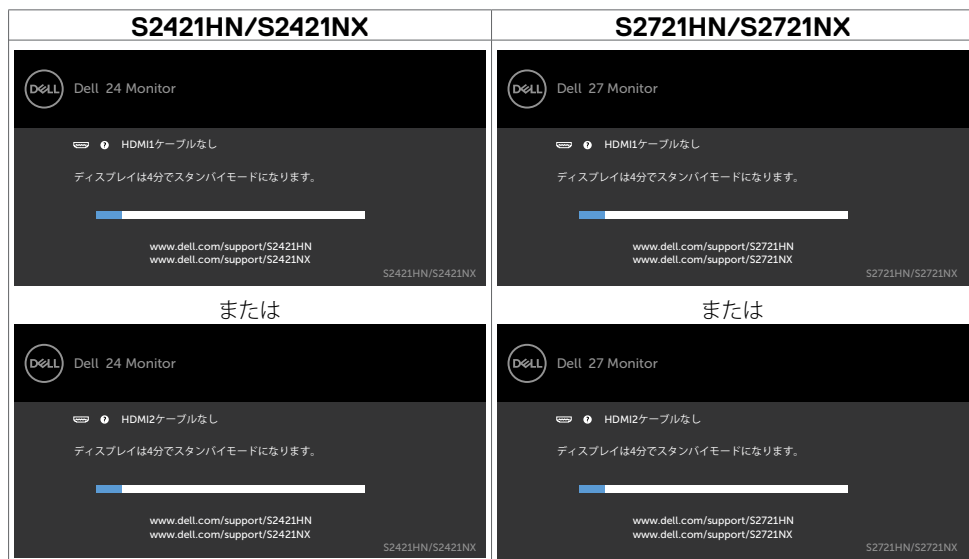 S2421HN/S2421NX
S2721HN/S2721NX
DELL Dell 24 Monitor
HDMI1ケーブルなし
ディスプレイは4分でスタンバイモードになります。
www.dell.com/support/S2421HN
www.dell.com/support/S2421NX
S2421HN/S2421NX
DELL Dell 27 Monitor
HDMI1ケーブルなし
ディスプレイは4分でスタンバイモードになります。
www.dell.com/support/S2721HN
www.dell.com/support/S2721NX
S2721HN/S2721NX
または
または
DELL Dell 24 Monitor
HDMI2ケーブルなし
ディスプレイは4分でスタンバイモードになります。
www.dell.com/support/S2421HN
www.dell.com/support/S2421NX
S2421HN/S2421NX
DELL Dell 27 Monitor
HDMI2ケーブルなし
ディスプレイは4分でスタンバイモードになります。
www.dell.com/support/S2721HN
www.dell.com/support/S2721NX
S2721HN/S2721NX